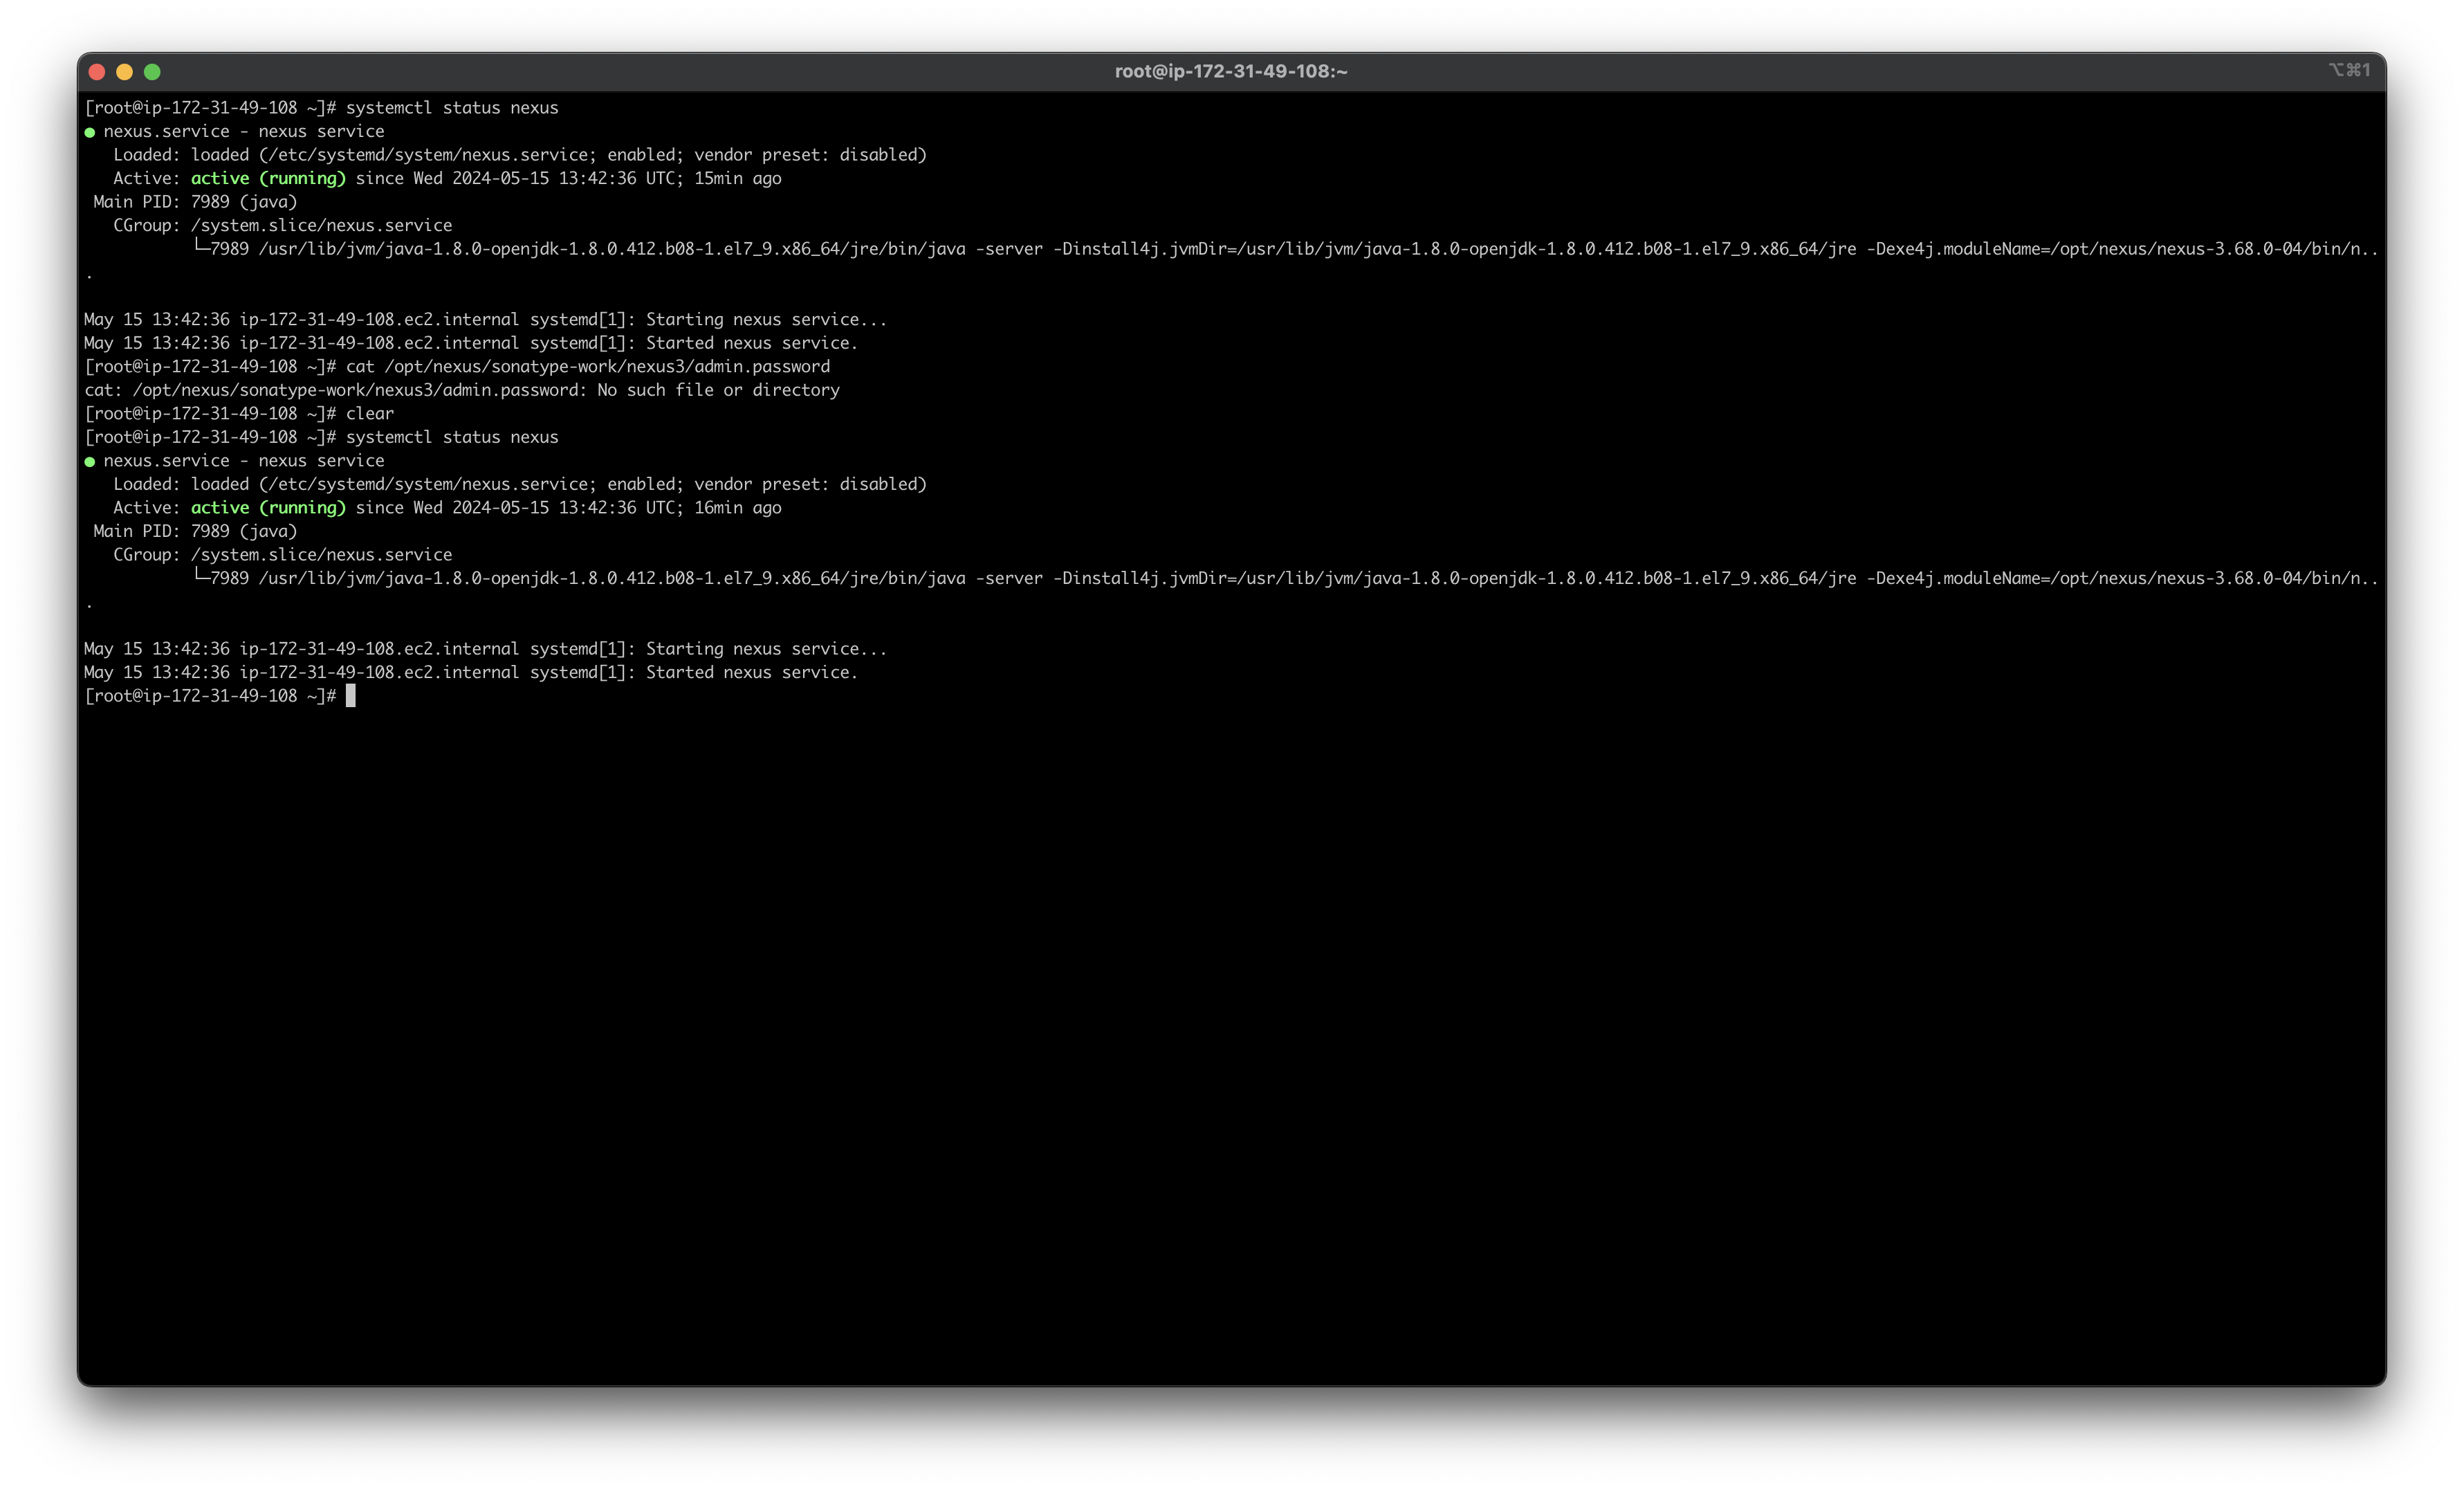 root@ip-172-31-49-108:~
⌥⌘1
[root@ip-172-31-49-108 ~]# systemctl status nexus
● nexus.service - nexus service
   Loaded: loaded (/etc/systemd/system/nexus.service; enabled; vendor preset: disabled)
   Active: active (running) since Wed 2024-05-15 13:42:36 UTC; 15min ago
 Main PID: 7989 (java)
   CGroup: /system.slice/nexus.service
           └─7989 /usr/lib/jvm/java-1.8.0-openjdk-1.8.0.412.b08-1.el7_9.x86_64/jre/bin/java -server -Dinstall4j.jvmDir=/usr/lib/jvm/java-1.8.0-openjdk-1.8.0.412.b08-1.el7_9.x86_64/jre -Dexe4j.moduleName=/opt/nexus/nexus-3.68.0-04/bin/n..
.
May 15 13:42:36 ip-172-31-49-108.ec2.internal systemd[1]: Starting nexus service...
May 15 13:42:36 ip-172-31-49-108.ec2.internal systemd[1]: Started nexus service.
[root@ip-172-31-49-108 ~]# cat /opt/nexus/sonatype-work/nexus3/admin.password
cat: /opt/nexus/sonatype-work/nexus3/admin.password: No such file or directory
[root@ip-172-31-49-108 ~]# clear
[root@ip-172-31-49-108 ~]# systemctl status nexus
● nexus.service - nexus service
   Loaded: loaded (/etc/systemd/system/nexus.service; enabled; vendor preset: disabled)
   Active: active (running) since Wed 2024-05-15 13:42:36 UTC; 16min ago
 Main PID: 7989 (java)
   CGroup: /system.slice/nexus.service
           └─7989 /usr/lib/jvm/java-1.8.0-openjdk-1.8.0.412.b08-1.el7_9.x86_64/jre/bin/java -server -Dinstall4j.jvmDir=/usr/lib/jvm/java-1.8.0-openjdk-1.8.0.412.b08-1.el7_9.x86_64/jre -Dexe4j.moduleName=/opt/nexus/nexus-3.68.0-04/bin/n..
.
May 15 13:42:36 ip-172-31-49-108.ec2.internal systemd[1]: Starting nexus service...
May 15 13:42:36 ip-172-31-49-108.ec2.internal systemd[1]: Started nexus service.
[root@ip-172-31-49-108 ~]#